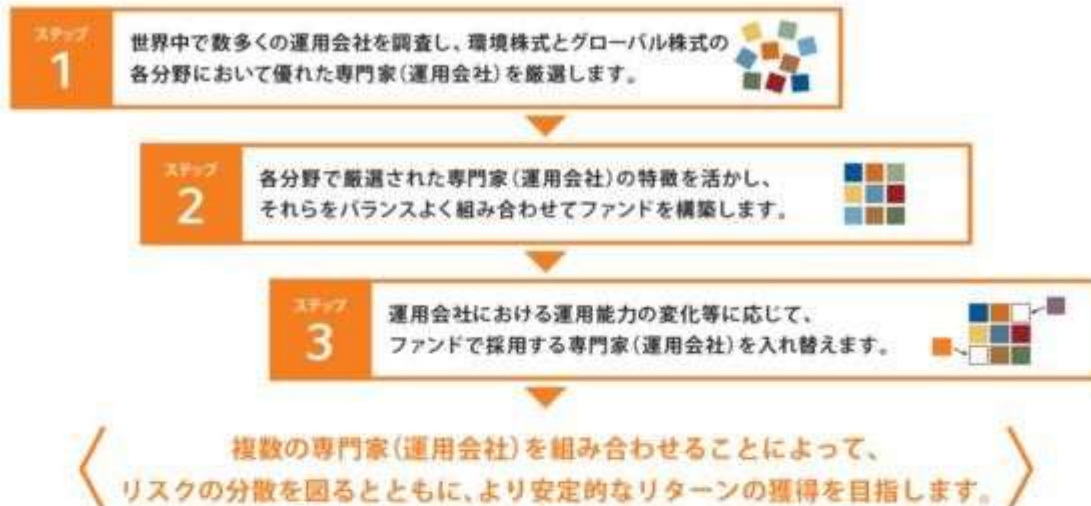 ステップ
1
世界中で数多くの運用会社を調査し、環境株式とグローバル株式の
各分野において優れた専門家(運用会社)を厳選します。
ステップ
2
各分野で厳選された専門家(運用会社)の特徴を活かし、
それらをバランスよく組み合わせてファンドを構築します。
ステップ
3
運用会社における運用能力の変化等に応じて、
ファンドで採用する専門家(運用会社)を入れ替えます。
複数の専門家(運用会社)を組み合わせることによって、
リスクの分散を図るとともに、より安定的なリターンの獲得を目指します。